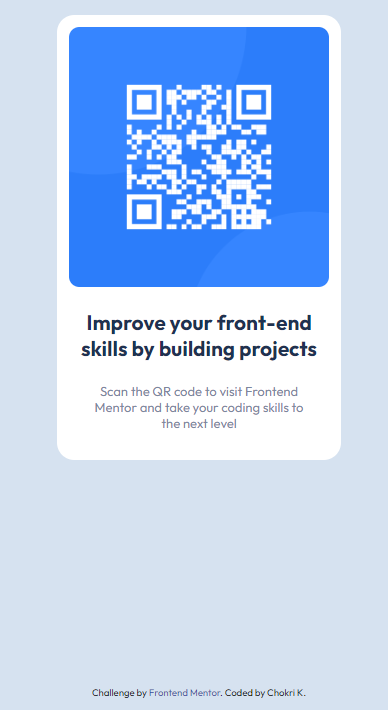 Improve your front-end
skills by building projects
Scan the QR code to visit Frontend
Mentor and take your coding skills to
the next level
Challenge by Frontend Mentor. Coded by Chokri K.